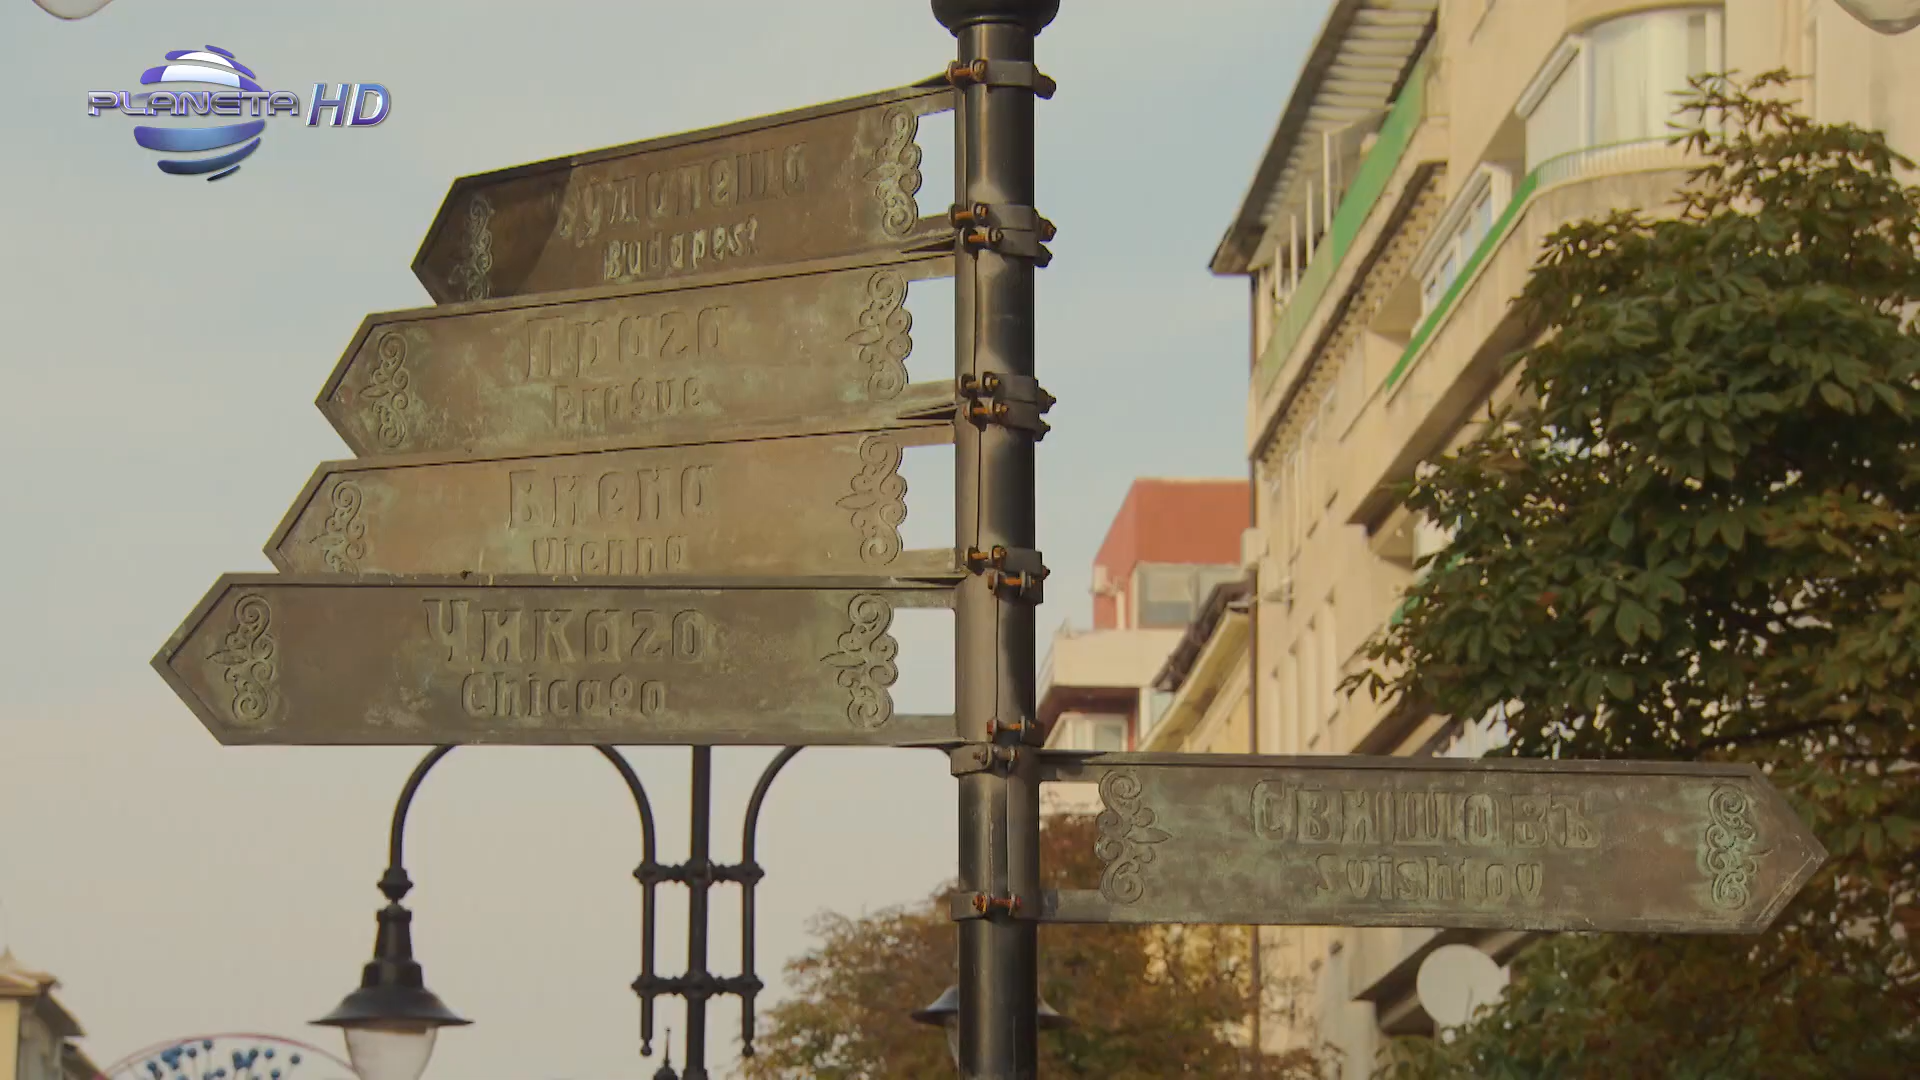 PLANETA HD
Будапеща
Budapest
Прага
Prague
Виена
Vienna
Чикаго
Chicago
Свищовъ
Svishtov